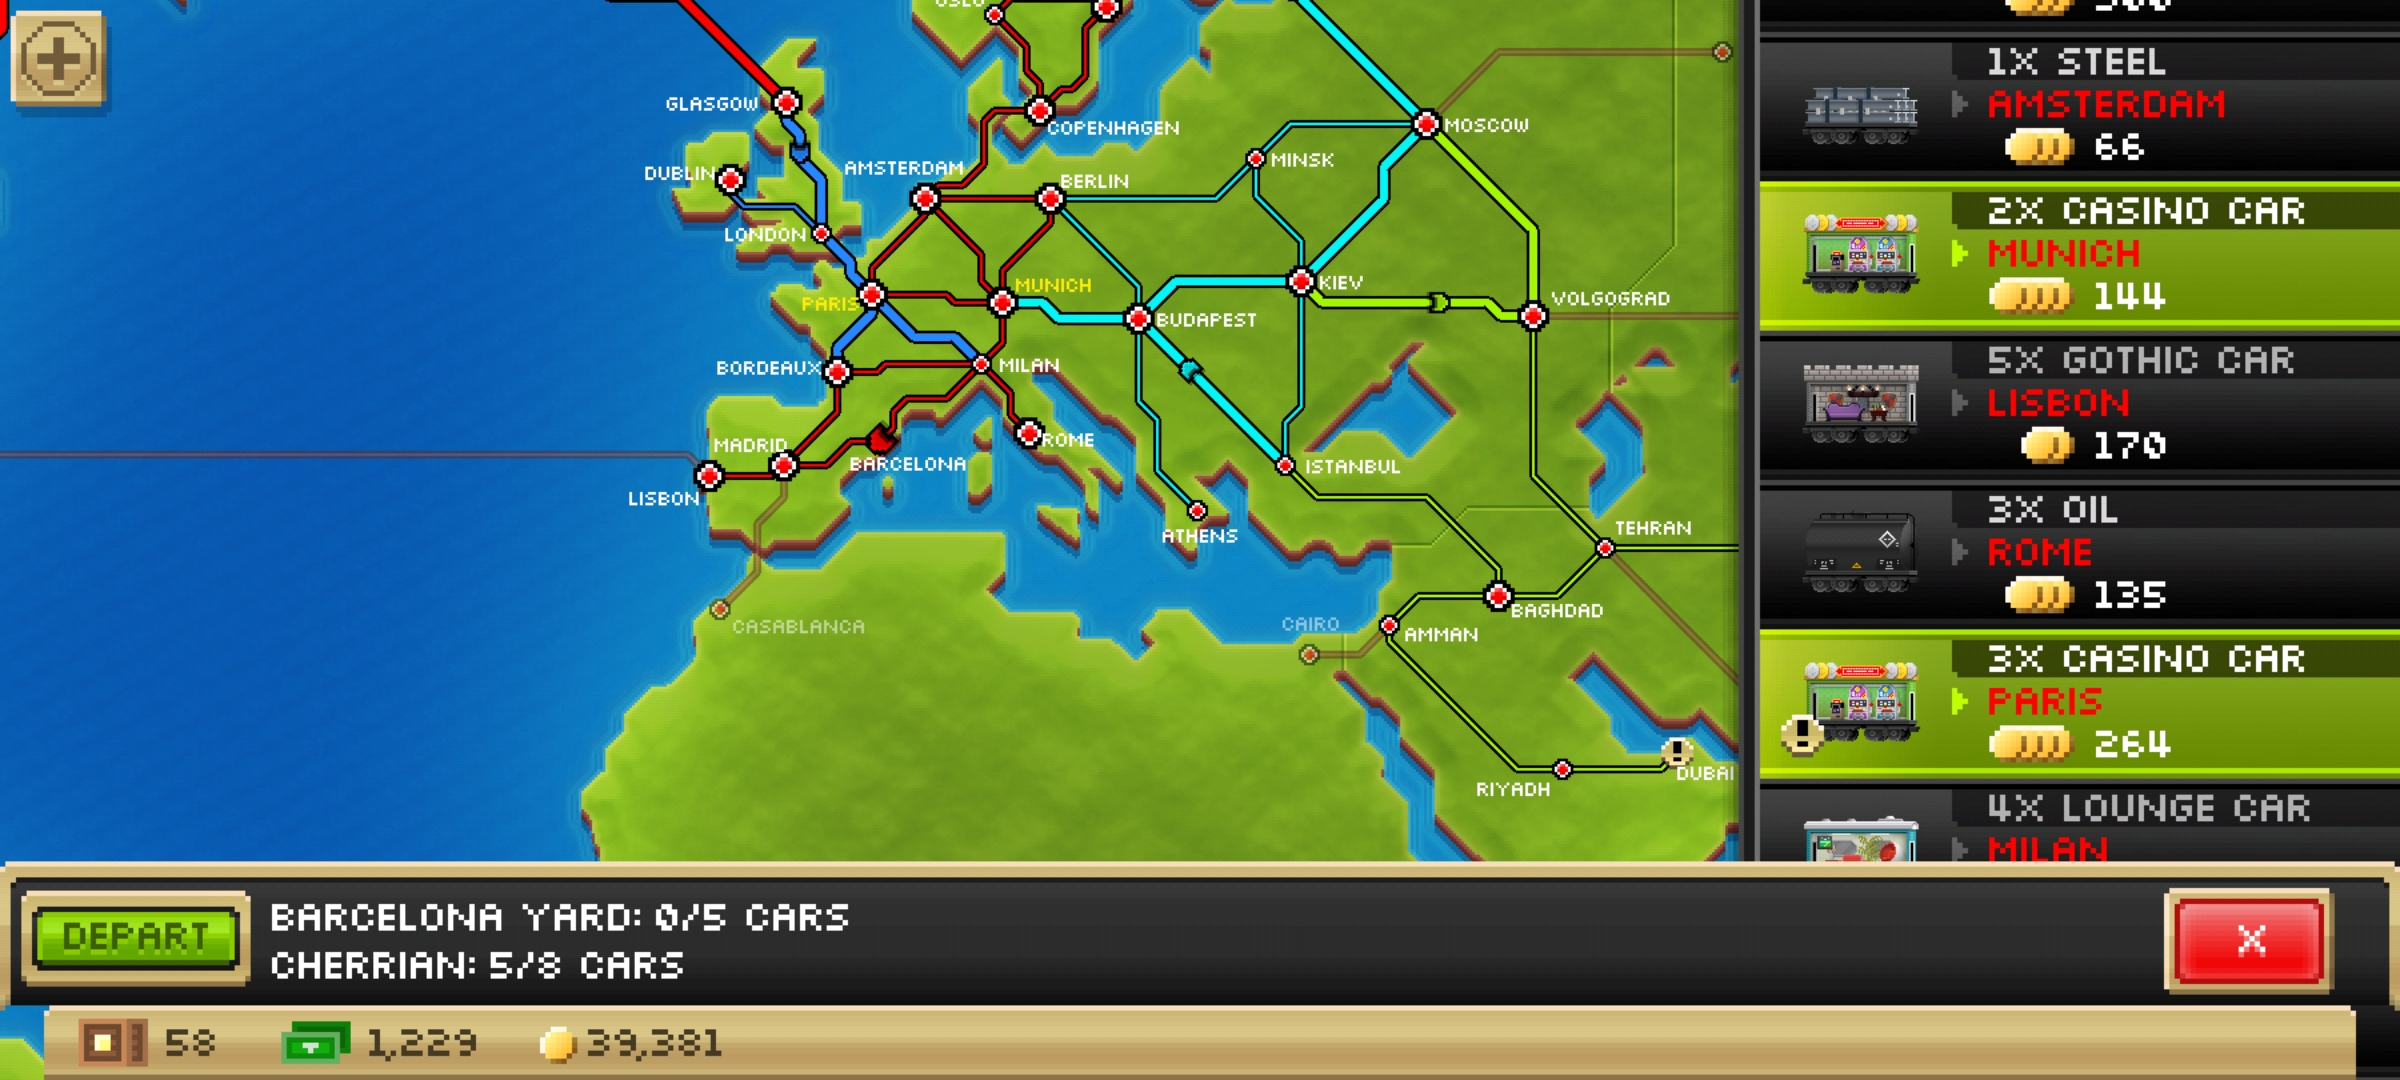 GLASGOW
COPENHAGEN
MOSCOW
DUBLIN
AMSTERDAM
BERLIN
MINSK
LONDON
PARIS
MUNICH
KIEV
VOLGOGRAD
BUDAPEST
BORDEAUX
MILAN
MADRID
ROME
BARCELONA
LISBON
ISTANBUL
ATHENS
TEHRAN
CASABLANCA
CAIRO
AMMAN
BAGHDAD
RIYADH
DUBAI
1X STEEL
AMSTERDAM
66
2X CASINO CAR
MUNICH
144
5X GOTHIC CAR
LISBON
170
3X OIL
ROME
135
3X CASINO CAR
PARIS
264
4X LOUNGE CAR
MILAN
DEPART
BARCELONA YARD: 0/5 CARS
CHERRIAN: 5/8 CARS
X
58
1,229
39,381